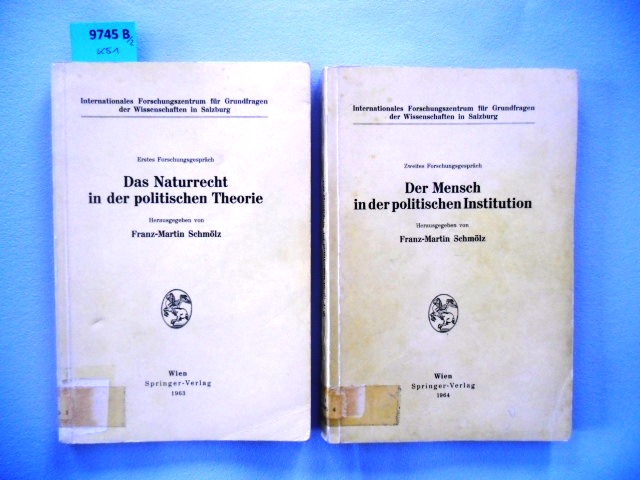 9745 B
Internationales Forschungszentrum für Grundfragen
der Wissenschaften in Salzburg
Erstes Forschungsgespräch
Das Naturrecht
in der politischen Theorie
Herausgegeben von
Franz-Martin Schmölz
Wien
Springer-Verlag
1963
Internationales Forschungszentrum für Grundfragen
der Wissenschaften in Salzburg
Zweites Forschungsgespräch
Der Mensch
in der politischen Institution
Herausgegeben von
Franz-Martin Schmölz
Wien
Springer-Verlag
1964